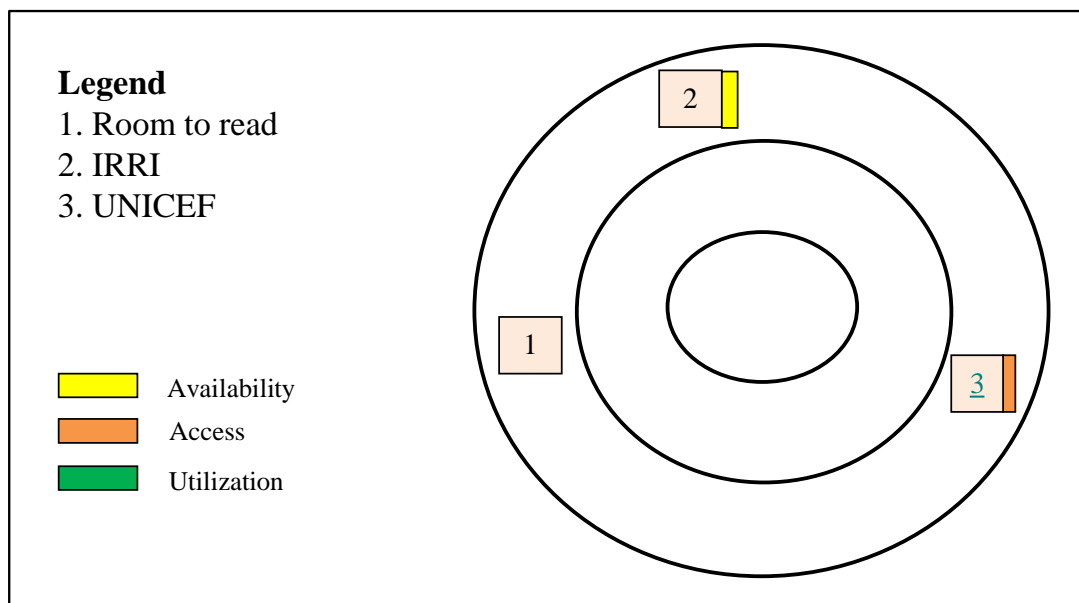 Legend
1. Room to read
2. IRRI
3. UNICEF
Availability
Access
Utilization
2
1
3